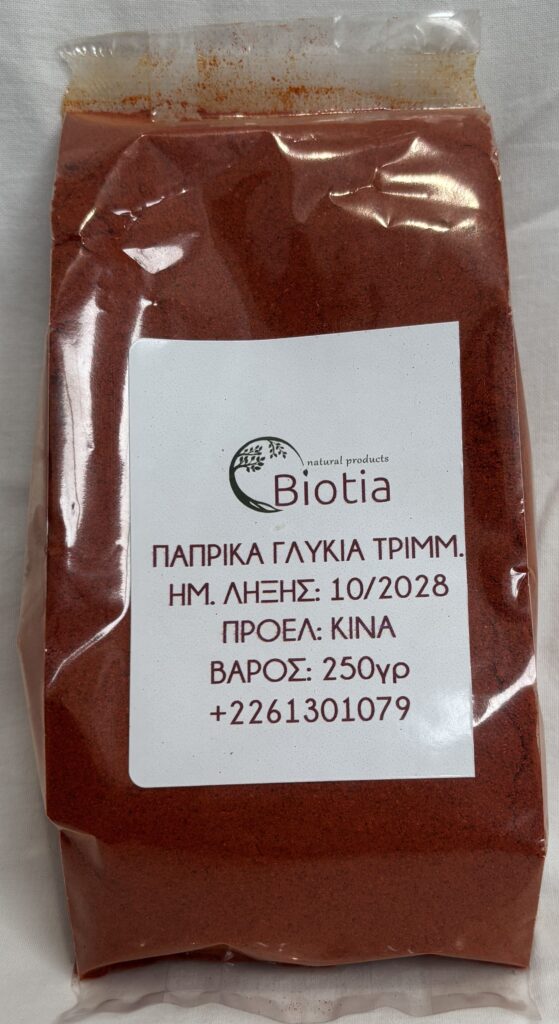 natural products
Biotia
ΠΑΠΡΙΚΑ ΓΛΥΚΙΑ ΤΡΙΜΜ.
ΗΜ. ΛΗΞΗΣ: 10/2028
ΠΡΟΕΛ: ΚΙΝΑ
ΒΑΡΟΣ: 250γρ
+2261301079